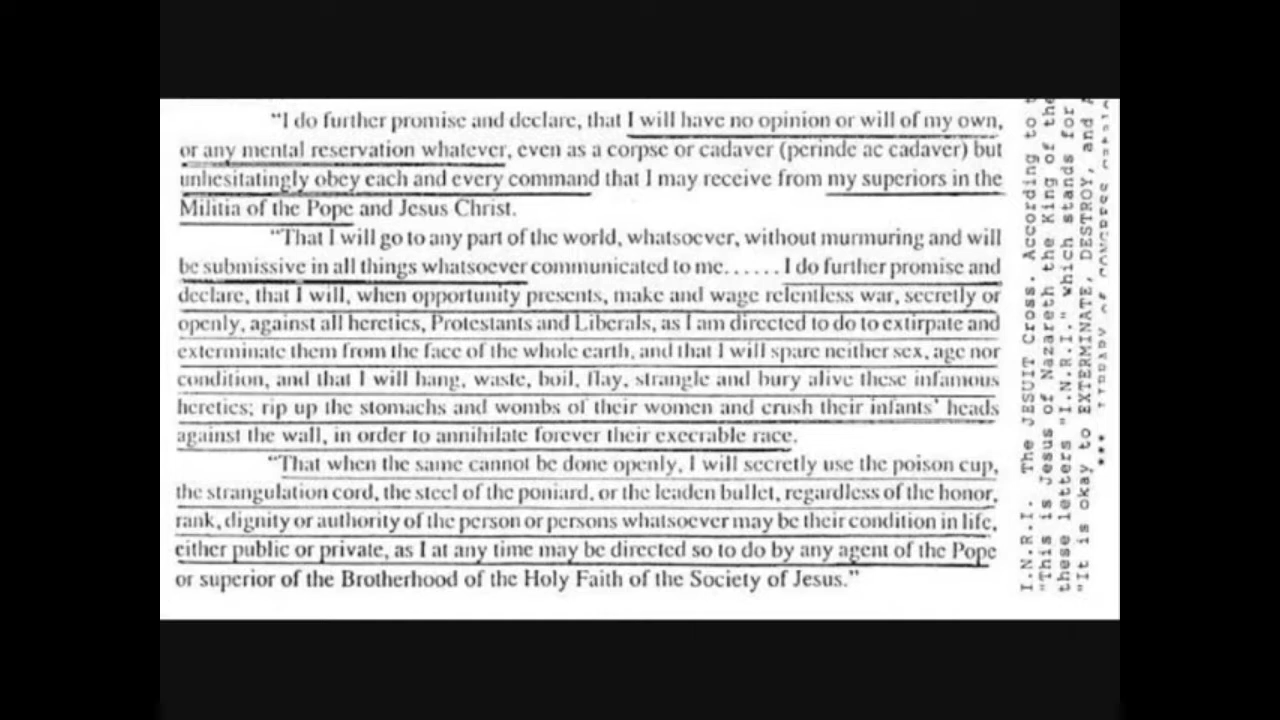 "I do further promise and declare, that I will have no opinion or will of my own,
or any mental reservation whatever, even as a corpse or cadaver (perinde ac cadaver) but
unhesitatingly obey each and every command that I may receive from my superiors in the
Militia of the Pope and Jesus Christ.
"That I will go to any part of the world, whatsoever, without murmuring and will
be submissive in all things whatsoever communicated to me......I do further promise and
declare, that I will, when opportunity presents, make and wage relentless war, secretly or
openly, against all heretics, Protestants and Liberals, as I am directed to do to extirpate and
exterminate them from the face of the whole earth, and that I will spare neither sex, age nor
condition, and that I will hang, waste, boil, flay, strangle and bury alive these infamous
heretics; rip up the stomachs and wombs of their women and crush their infants' heads
against the wall, in order to annihilate forever their execrable race.
"That when the same cannot be done openly, I will secretly use the poison cup,
the strangulation cord, the steel of the poniard, or the leaden bullet, regardless of the honor,
rank, dignity or authority of the person or persons whatsoever may be their condition in life,
either public or private, as I at any time may be directed so to do by any agent of the Pope
or superior of the Brotherhood of the Holy Faith of the Society of Jesus."
I.N.R.I. The JESUIT Cross. According to
"This is Jesus of Nazareth the King of the
these letters "I.N.R.I." which stands for
"It is okay to EXTERMINATE, DESTROY, and
*** LIBRARY of CONGRESS